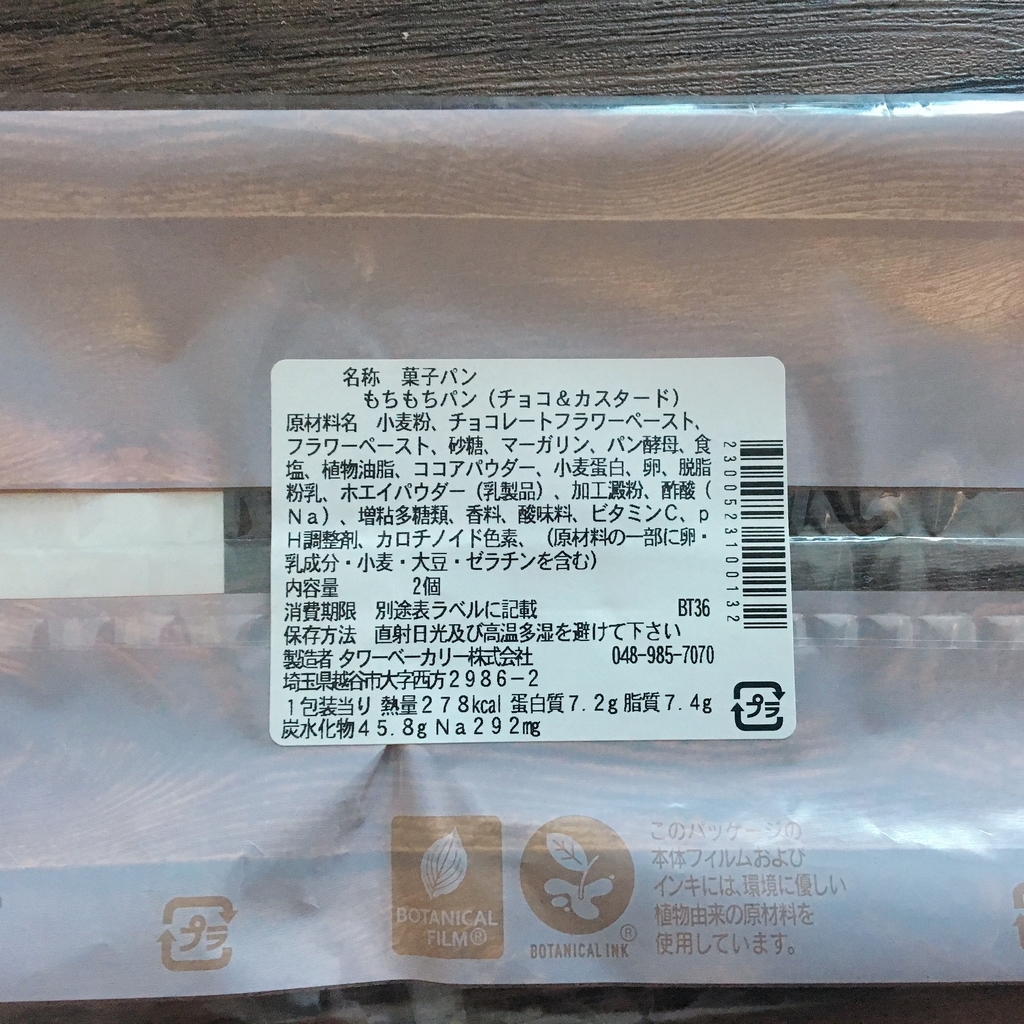 名称 菓子パン
もちもちパン（チョコ＆カスタード）
原材料名 小麦粉、チョコレートフラワーペースト、
フラワーペースト、砂糖、マーガリン、パン酵母、食
塩、植物油脂、ココアパウダー、小麦蛋白、卵、脱脂
粉乳、ホエイパウダー（乳製品）、加工澱粉、酢酸（
Ｎａ）、増粘多糖類、香料、酸味料、ビタミンＣ、ｐ
Ｈ調整剤、カロチノイド色素、（原材料の一部に卵・
乳成分・小麦・大豆・ゼラチンを含む）
内容量 2個
消費期限 別途表ラベルに記載 BT36
保存方法 直射日光及び高温多湿を避けて下さい
製造者 タワーベーカリー株式会社 048-985-7070
埼玉県越谷市大字西方２９８６−２
１包装当り 熱量２７８kcal 蛋白質７.２g 脂質７.４g
炭水化物４５.８g Ｎａ２９２mg
2300523100132
プラ
BOTANICAL
FILM®
BOTANICAL INK®
このパッケージの
本体フィルムおよび
インキには、環境に優しい
植物由来の原材料を
使用しています。
プラ